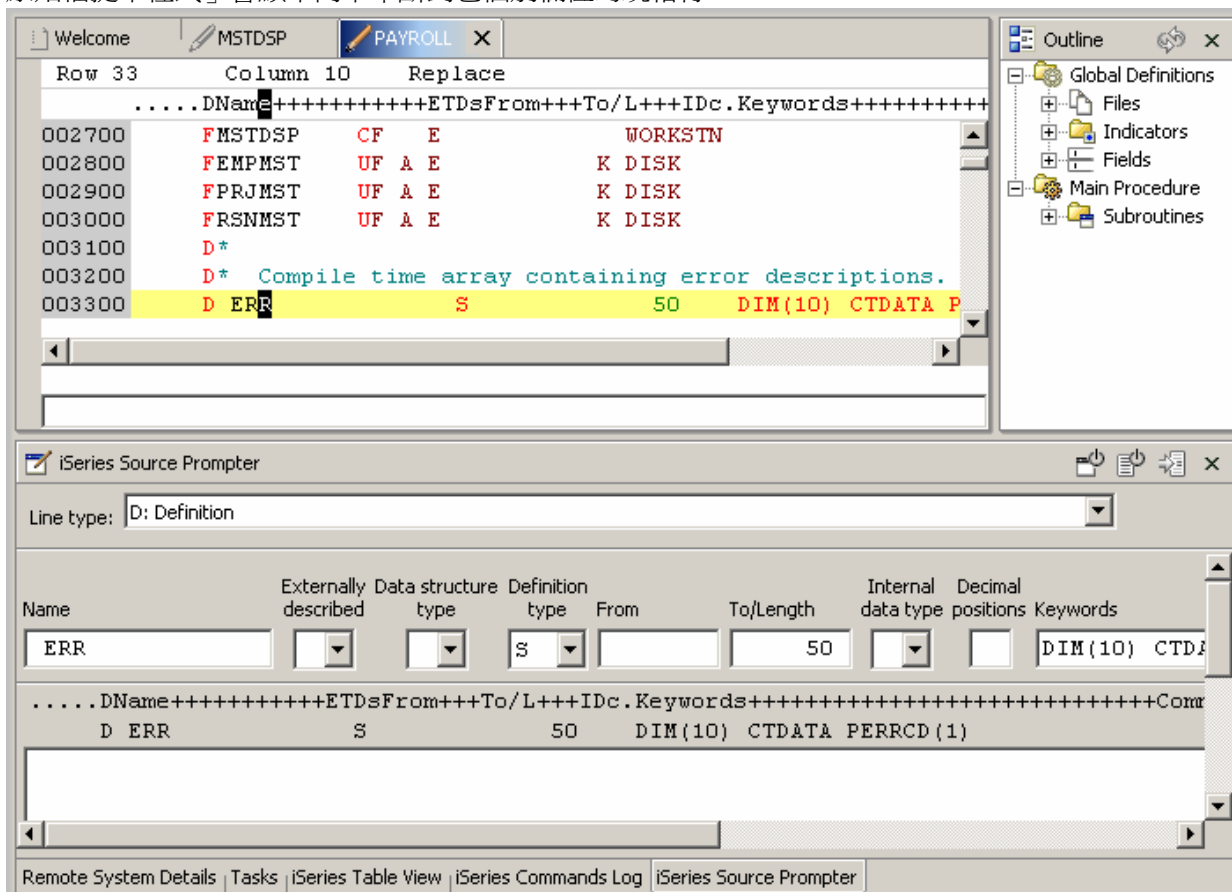 Welcome MSTDSP PAYROLL
Outline
Row 33 Column 10 Replace
.....DName+++++++++++ETDsFrom+++To/L+++IDc.Keywords++++++++++
002700 FMSTDSP CF E WORKSTN
002800 FEMPMST UF A E K DISK
002900 FPRJMST UF A E K DISK
003000 FRSNMST UF A E K DISK
003100 D*
003200 D* Compile time array containing error descriptions.
003300 D ERR S 50 DIM(10) CTDATA P
Global Definitions
Files
Indicators
Fields
Main Procedure
Subroutines
iSeries Source Prompter
Line type: D: Definition
Name Externally described Data structure type Definition type From To/Length Internal data type Decimal positions Keywords
ERR S 50 DIM(10) CTDA
.....DName+++++++++++ETDsFrom+++To/L+++IDc.Keywords+++++++++++++++++++++++++++++Comm
D ERR S 50 DIM(10) CTDATA PERRCD(1)
Remote System Details Tasks iSeries Table View iSeries Commands Log iSeries Source Prompter